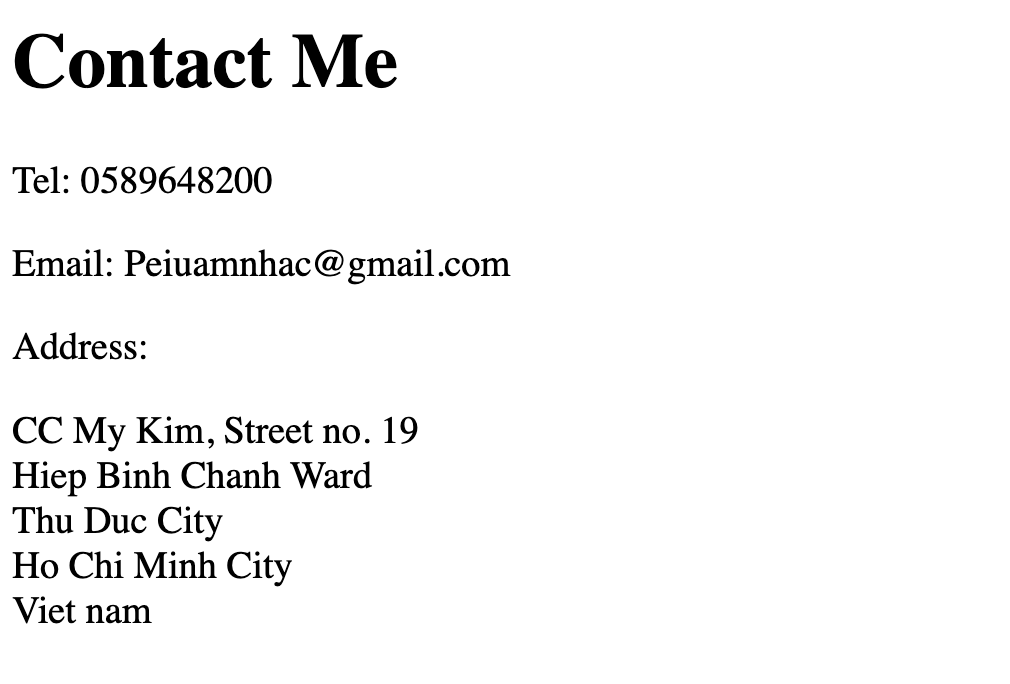 Contact Me
Tel: 0589648200
Email: Peiuamnhac@gmail.com
Address:
CC My Kim, Street no. 19
Hiep Binh Chanh Ward
Thu Duc City
Ho Chi Minh City
Viet nam